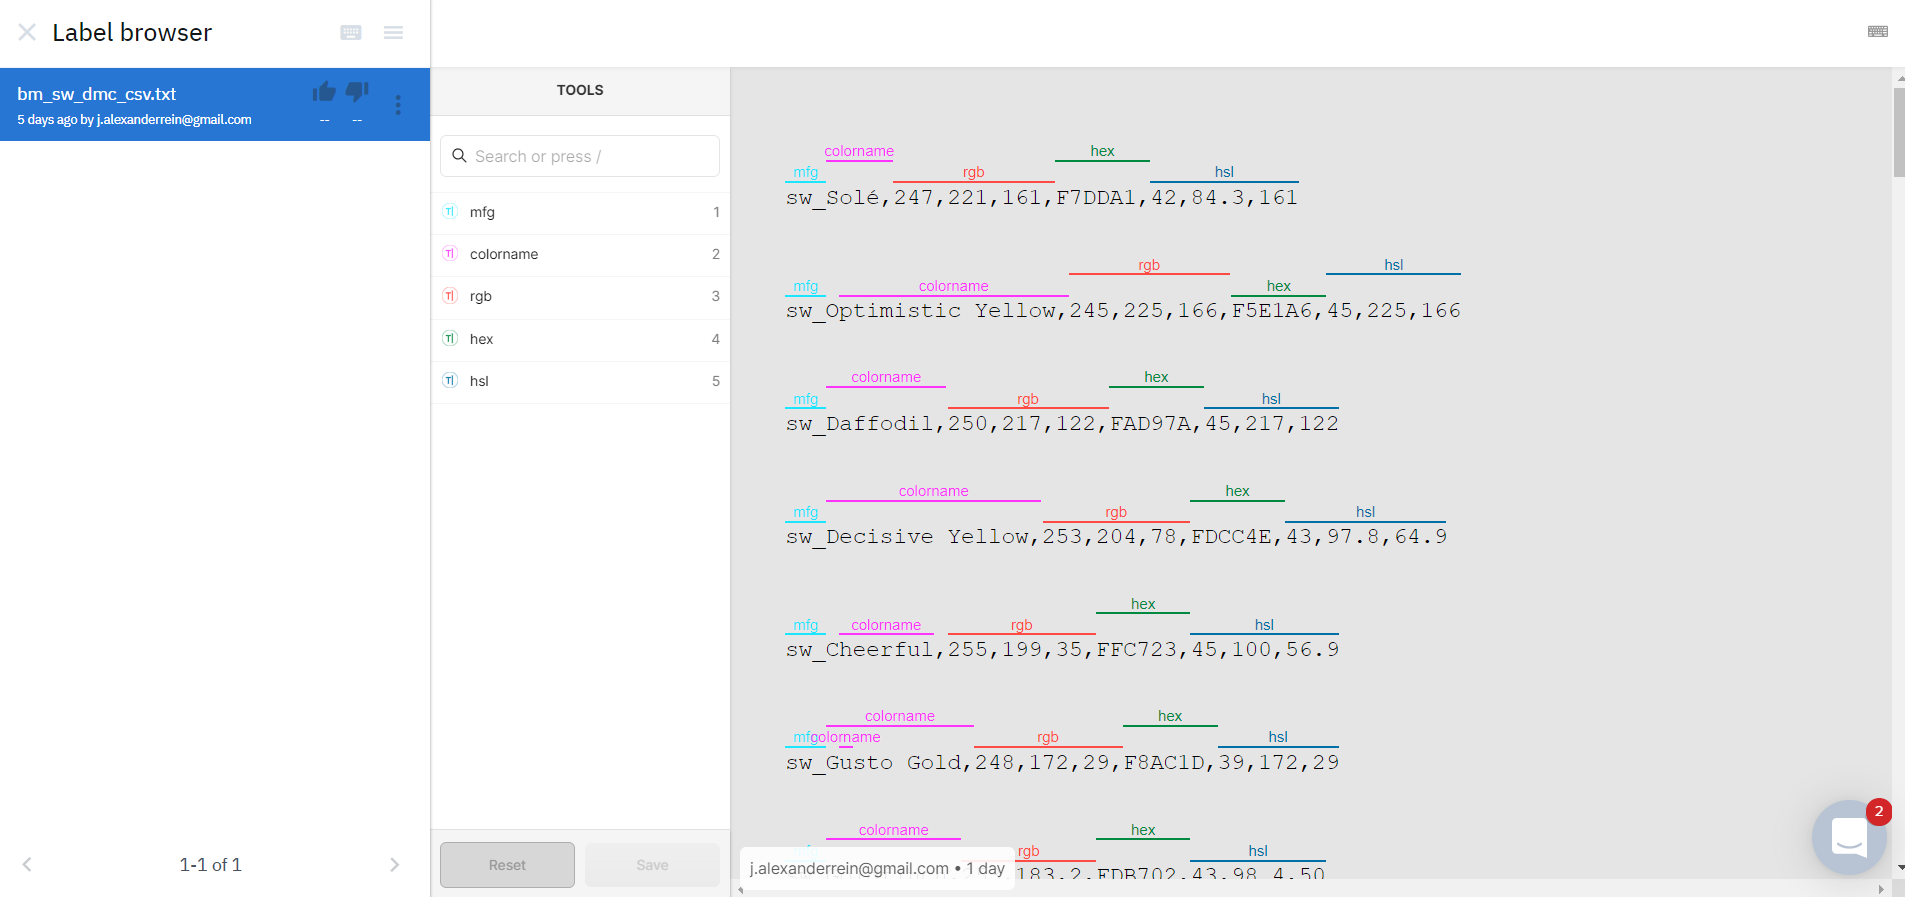 Label browser
bm_sw_dmc_csv.txt
5 days ago by j.alexanderrein@gmail.com
-- --
TOOLS
Search or press /
mfg 1
colorname 2
rgb 3
hex 4
hsl 5
Reset Save
1-1 of 1
colorname hex
mfg rgb hsl
sw_Solé,247,221,161,F7DDA1,42,84.3,161
rgb hsl
mfg colorname hex
sw_Optimistic Yellow,245,225,166,F5E1A6,45,225,166
colorname hex
mfg rgb hsl
sw_Daffodil,250,217,122,FAD97A,45,217,122
colorname hex
mfg rgb hsl
sw_Decisive Yellow,253,204,78,FDCC4E,43,97.8,64.9
hex
mfg colorname rgb hsl
sw_Cheerful,255,199,35,FFC723,45,100,56.9
colorname hex
mfg colorname rgb hsl
sw_Gusto Gold,248,172,29,F8AC1D,39,172,29
colorname hex
rgb hsl
183,2,FDB702,43,98.4,50
j.alexanderrein@gmail.com • 1 day
2